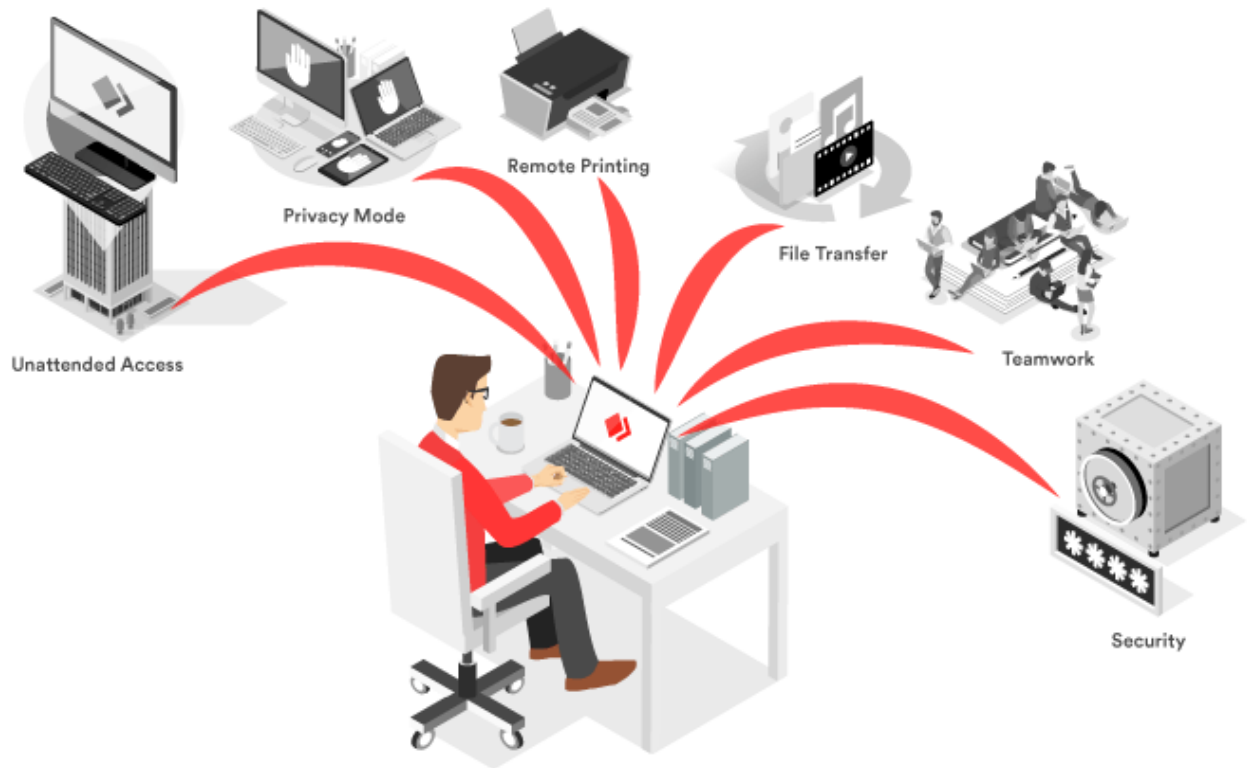 Remote Printing
Privacy Mode
File Transfer
Unattended Access
Teamwork
Security